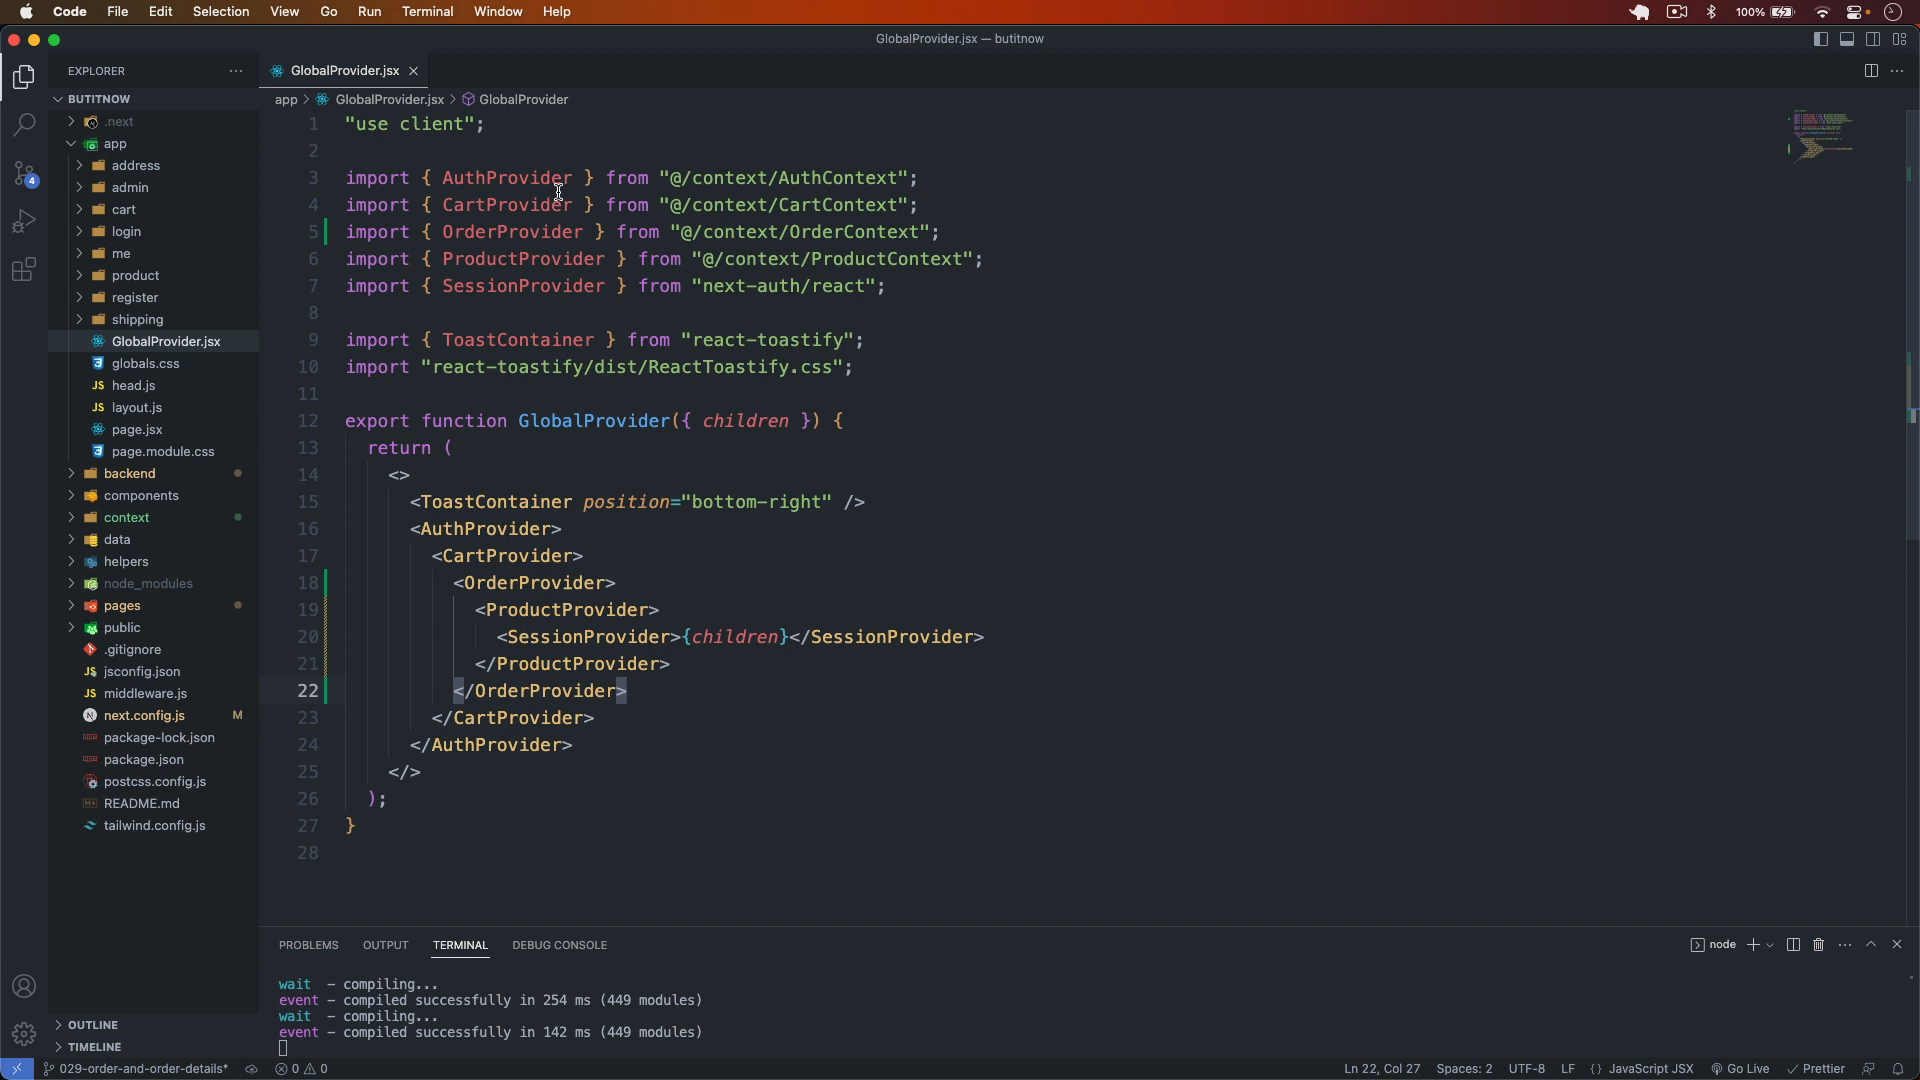 Code File Edit Selection View Go Run Terminal Window Help
100%
GlobalProvider.jsx — butitnow
EXPLORER
BUTITNOW
.next
app
address
admin
cart
login
me
product
register
shipping
GlobalProvider.jsx
globals.css
JS head.js
JS layout.js
page.jsx
page.module.css
backend
components
context
data
helpers
node_modules
pages
public
.gitignore
JS jsconfig.json
JS middleware.js
N next.config.js M
package-lock.json
package.json
postcss.config.js
README.md
tailwind.config.js
OUTLINE
TIMELINE
4
GlobalProvider.jsx
app > GlobalProvider.jsx > GlobalProvider
1 "use client";
2
3 import { AuthProvider } from "@/context/AuthContext";
4 import { CartProvider } from "@/context/CartContext";
5 import { OrderProvider } from "@/context/OrderContext";
6 import { ProductProvider } from "@/context/ProductContext";
7 import { SessionProvider } from "next-auth/react";
8
9 import { ToastContainer } from "react-toastify";
10 import "react-toastify/dist/ReactToastify.css";
11
12 export function GlobalProvider({ children }) {
13 return (
14 <>
15 <ToastContainer position="bottom-right" />
16 <AuthProvider>
17 <CartProvider>
18 <OrderProvider>
19 <ProductProvider>
20 <SessionProvider>{children}</SessionProvider>
21 </ProductProvider>
22 </OrderProvider>
23 </CartProvider>
24 </AuthProvider>
25 </>
26 );
27 }
28
PROBLEMS OUTPUT TERMINAL DEBUG CONSOLE
node
wait - compiling...
event - compiled successfully in 254 ms (449 modules)
wait - compiling...
event - compiled successfully in 142 ms (449 modules)
029-order-and-order-details* 0 0
Ln 22, Col 27 Spaces: 2 UTF-8 LF {} JavaScript JSX Go Live Prettier